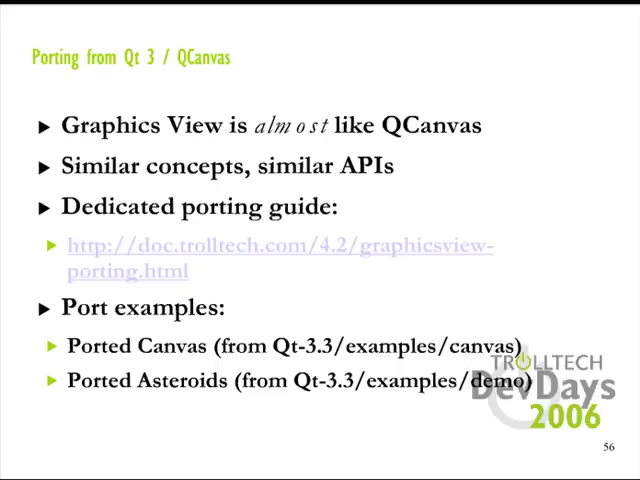 Porting from Qt 3 / QCanvas
Graphics View is almost like QCanvas
Similar concepts, similar APIs
Dedicated porting guide:
http://doc.trolltech.com/4.2/graphicsview-
porting.html
Port examples:
Ported Canvas (from Qt-3.3/examples/canvas)
Ported Asteroids (from Qt-3.3/examples/demo)
TROLLTECH
DevDays
2006
56